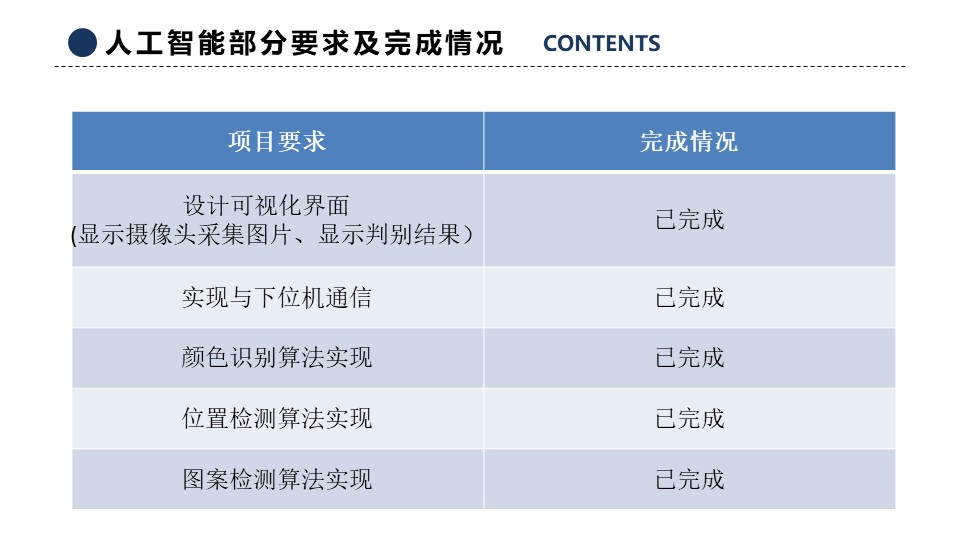 人工智能部分要求及完成情况 CONTENTS
项目要求 完成情况
设计可视化界面
(显示摄像头采集图片、显示判别结果） 已完成
实现与下位机通信 已完成
颜色识别算法实现 已完成
位置检测算法实现 已完成
图案检测算法实现 已完成